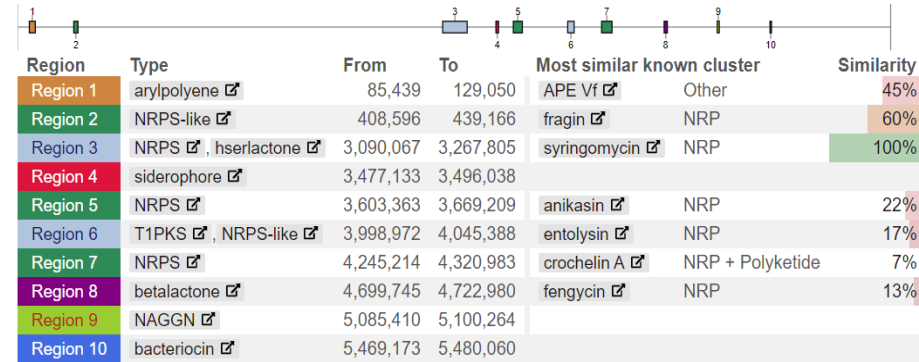 1 3 5 7 9
2 4 6 8 10
Region Type From To Most similar known cluster Similarity
Region 1 arylpolyene 85,439 129,050 APE Vf Other 45%
Region 2 NRPS-like 408,596 439,166 fragin NRP 60%
Region 3 NRPS , hserlactone 3,090,067 3,267,805 syringomycin NRP 100%
Region 4 siderophore 3,477,133 3,496,038
Region 5 NRPS 3,603,363 3,669,209 anikasin NRP 22%
Region 6 T1PKS , NRPS-like 3,998,972 4,045,388 entolysin NRP 17%
Region 7 NRPS 4,245,214 4,320,983 crochelin A NRP + Polyketide 7%
Region 8 betalactone 4,699,745 4,722,980 fengycin NRP 13%
Region 9 NAGGN 5,085,410 5,100,264
Region 10 bacteriocin 5,469,173 5,480,060